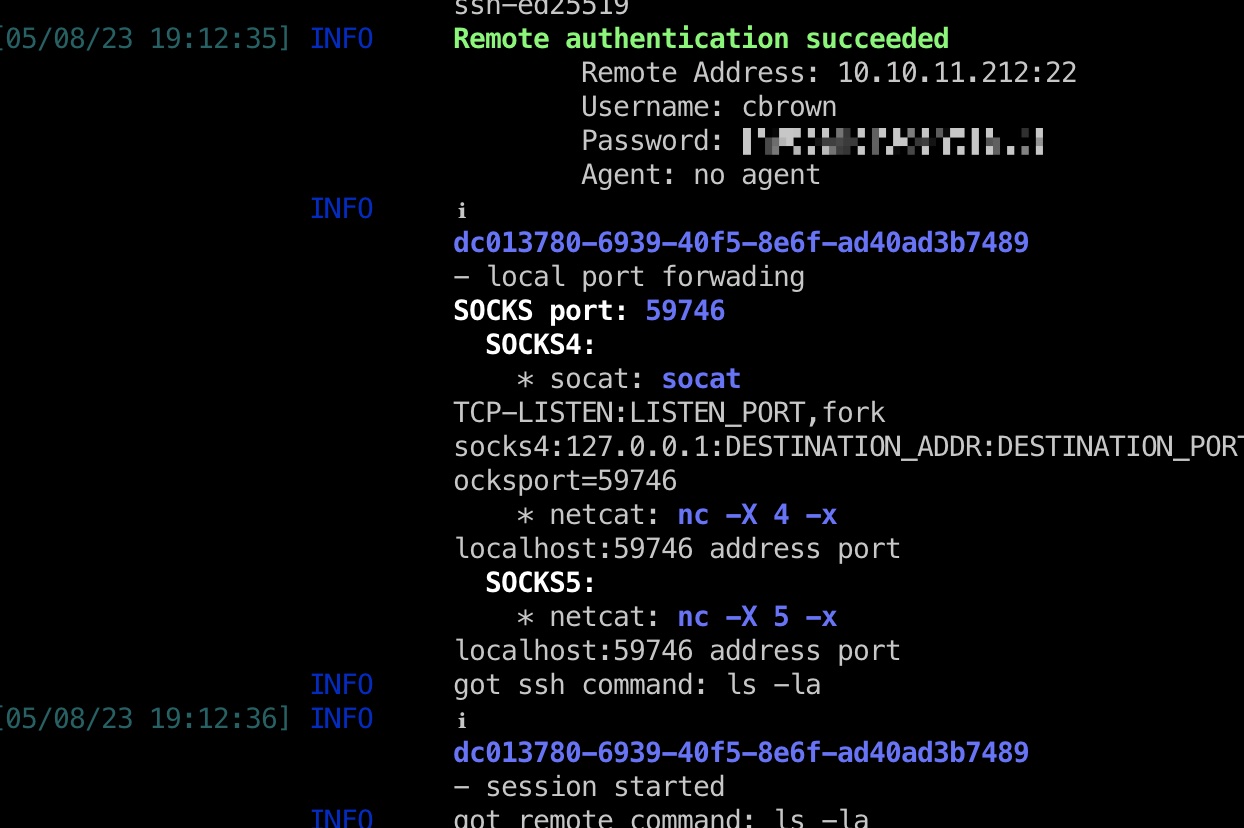 ssh-ed25519
[05/08/23 19:12:35] INFO Remote authentication succeeded
Remote Address: 10.10.11.212:22
Username: cbrown
Password:
Agent: no agent
INFO ℹ
dc013780-6939-40f5-8e6f-ad40ad3b7489
- local port forwading
SOCKS port: 59746
SOCKS4:
* socat: socat
TCP-LISTEN:LISTEN_PORT,fork
socks4:127.0.0.1:DESTINATION_ADDR:DESTINATION_PORT
ocksport=59746
* netcat: nc -X 4 -x
localhost:59746 address port
SOCKS5:
* netcat: nc -X 5 -x
localhost:59746 address port
INFO got ssh command: ls -la
[05/08/23 19:12:36] INFO ℹ
dc013780-6939-40f5-8e6f-ad40ad3b7489
- session started
INFO got remote command: ls -la